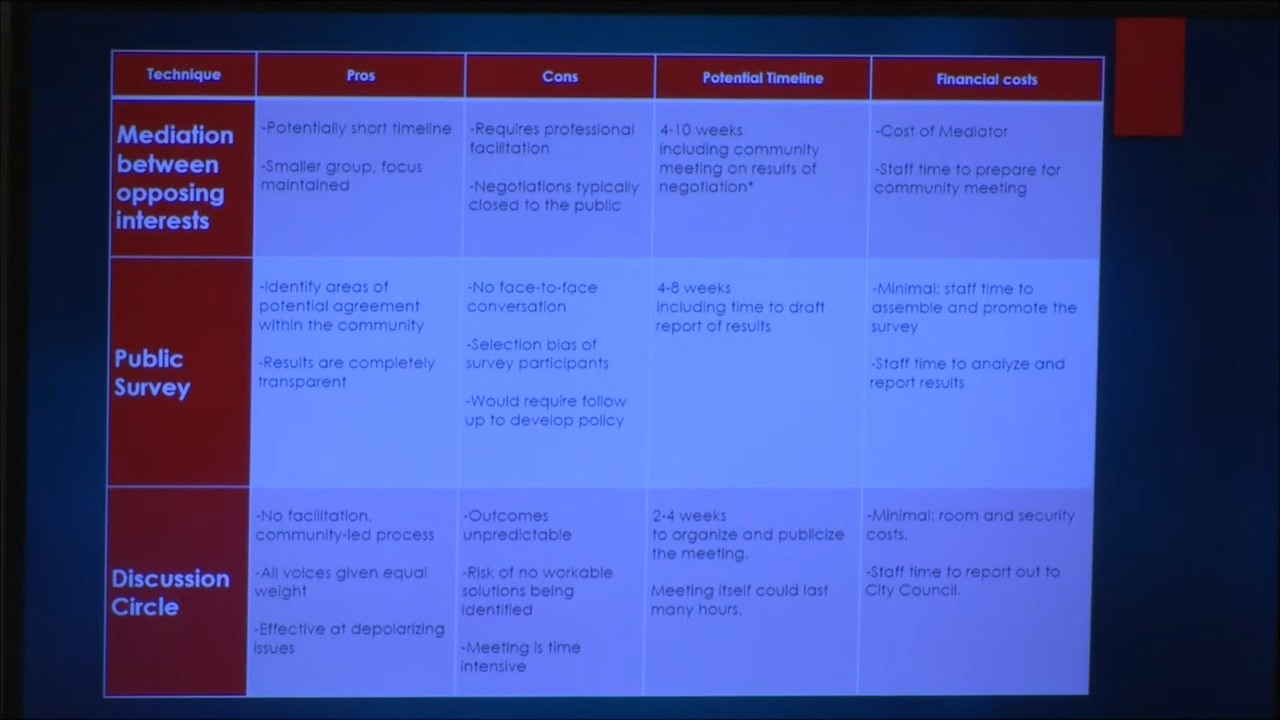 Technique
Pros
Cons
Potential Timeline
Financial costs
Mediation
between
opposing
interests
-Potentially short timeline
-Smaller group, focus
maintained
-Requires professional
facilitation
-Negotiations typically
closed to the public
4-10 weeks
including community
meeting on results of
negotiation*
-Cost of Mediator
-Staff time to prepare for
community meeting
Public
Survey
-Identify areas of
potential agreement
within the community
-Results are completely
transparent
-No face-to-face
conversation
-Selection bias of
survey participants
-Would require follow
up to develop policy
4-8 weeks
including time to draft
report of results
-Minimal: staff time to
assemble and promote the
survey
-Staff time to analyze and
report results
Discussion
Circle
-No facilitation,
community-led process
-All voices given equal
weight
-Effective at depolarizing
issues
-Outcomes
unpredictable
-Risk of no workable
solutions being
identified
-Meeting is time
intensive
2-4 weeks
to organize and publicize
the meeting.
Meeting itself could last
many hours.
-Minimal: room and security
costs.
-Staff time to report out to
City Council.